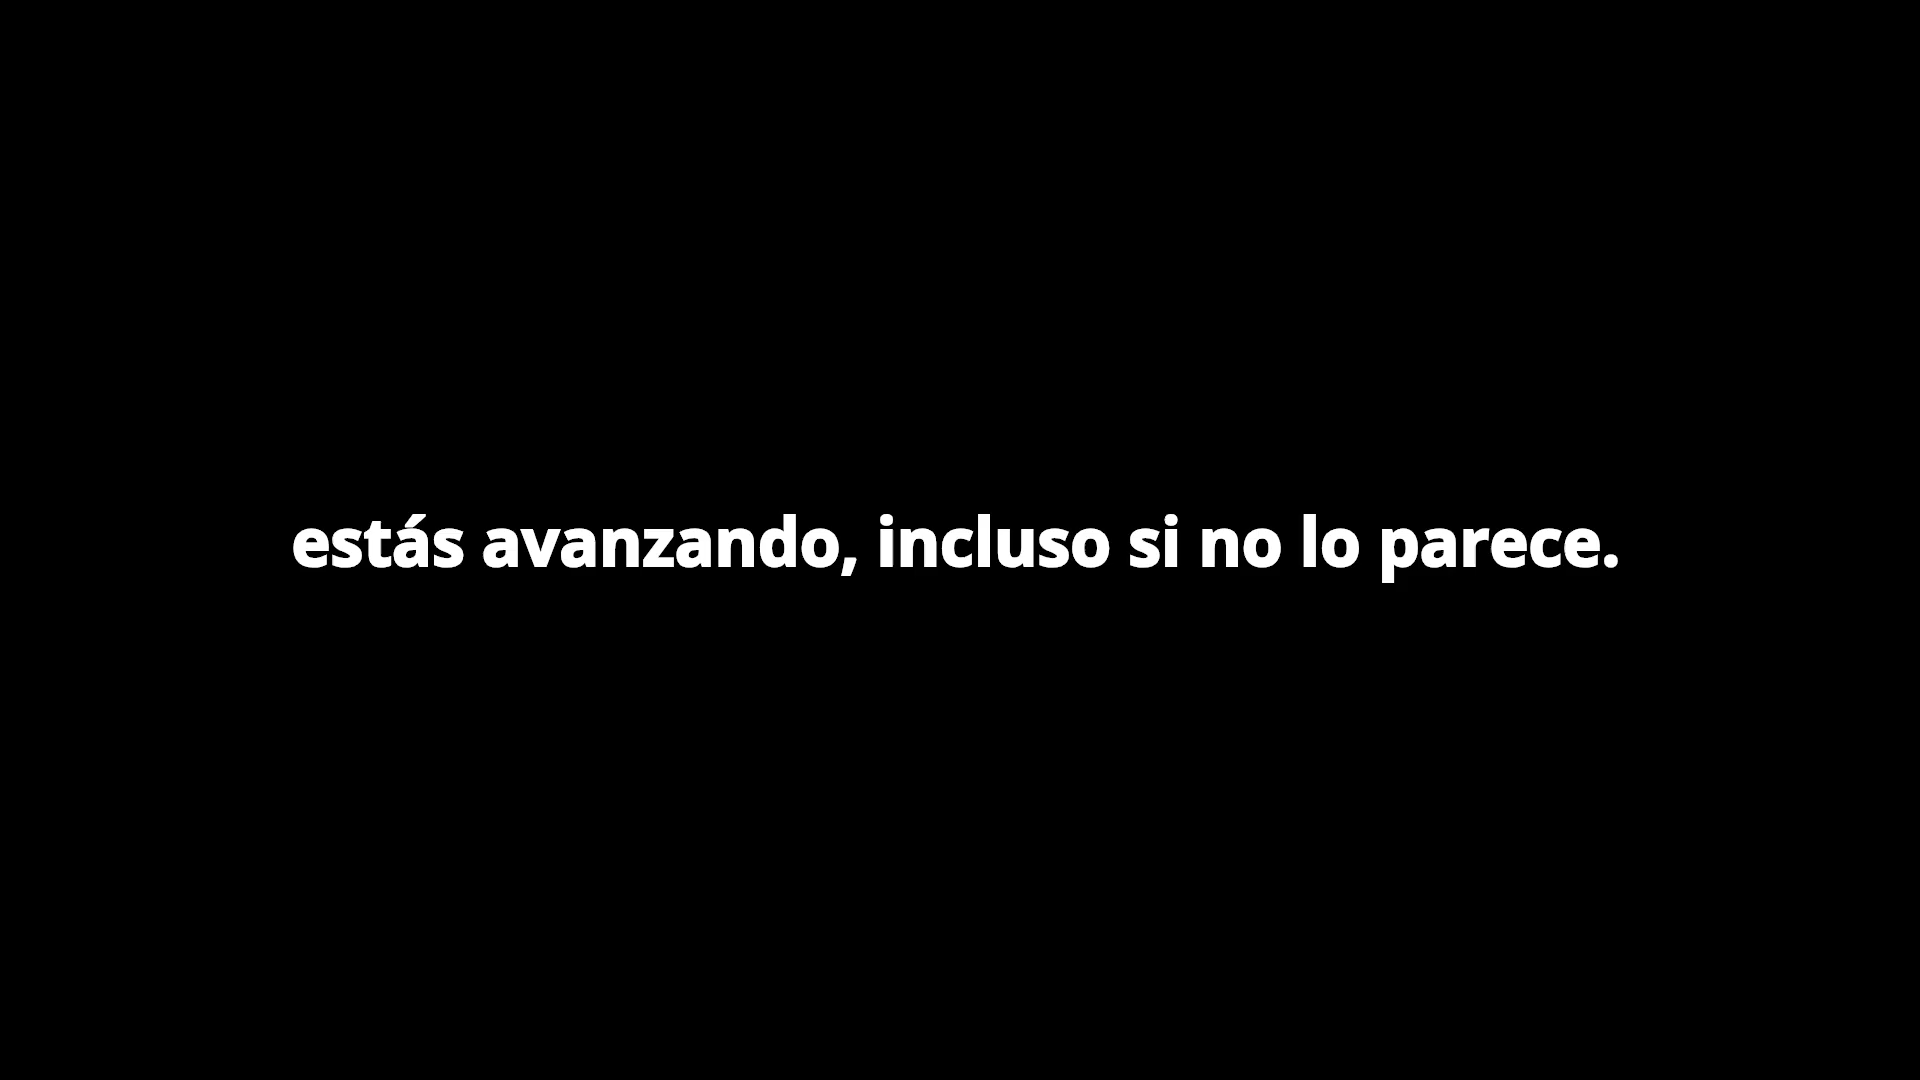 estás avanzando, incluso si no lo parece.